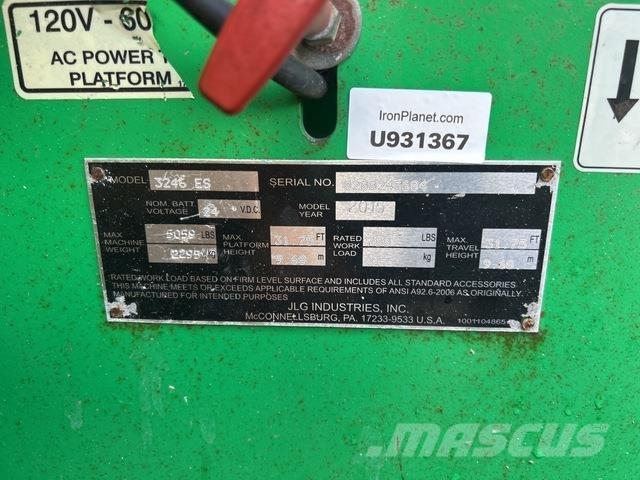 120V - 60
AC POWER
PLATFORM
IronPlanet.com
U931367
MODEL 3246 ES SERIAL NO.
NOM. BATT. VOLTAGE 24 V.D.C. MODEL YEAR
MAX. MACHINE WEIGHT 5059 LBS MAX. PLATFORM HEIGHT 31.75 FT m RATED WORK LOAD LBS kg MAX. TRAVEL HEIGHT 31.75 FT m
RATED WORK LOAD BASED ON FIRM LEVEL SURFACE AND INCLUDES ALL STANDARD ACCESSORIES
THIS MACHINE MEETS OR EXCEEDS APPLICABLE REQUIREMENTS OF ANSI A92.6-2006 AS ORIGINALLY
MANUFACTURED FOR INTENDED PURPOSES
JLG INDUSTRIES, INC.
McCONNELLSBURG, PA. 17233-9533 U.S.A.
MASCUS